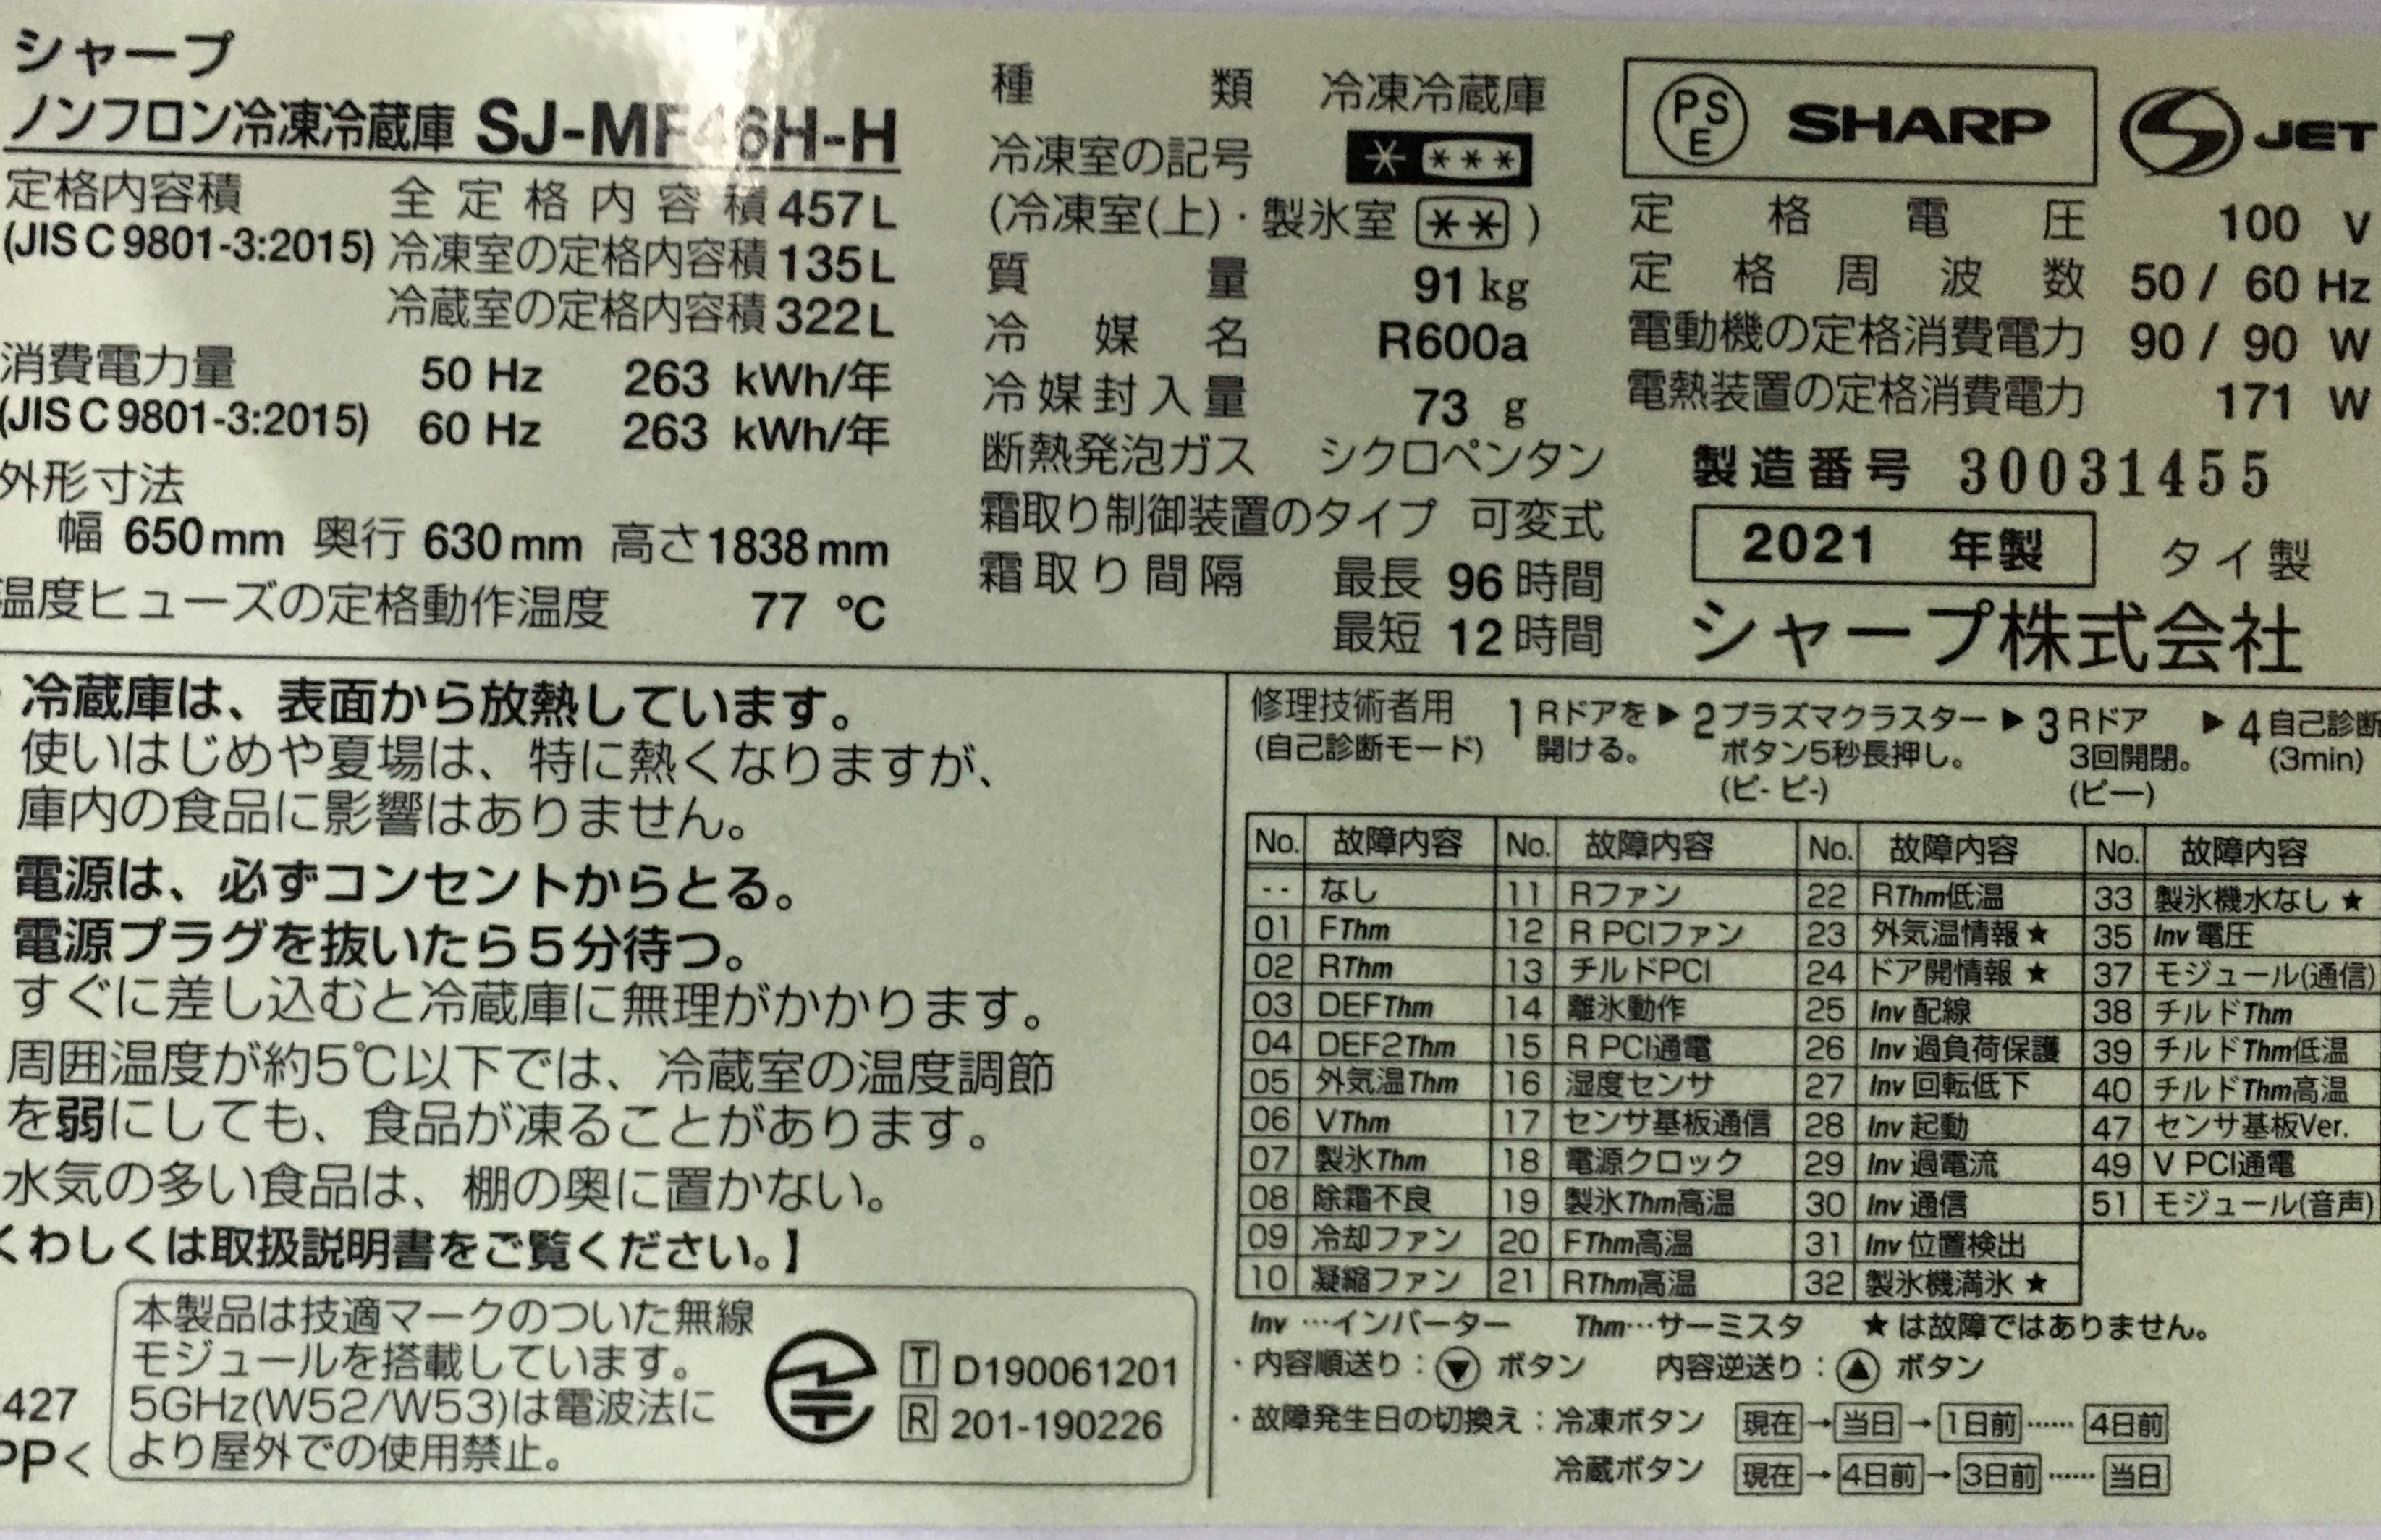 シャープ
ノンフロン冷凍冷蔵庫 SJ-MF46H-H
定格内容積 全定格内容積 457L
(JIS C 9801-3:2015) 冷凍室の定格内容積 135L
冷蔵室の定格内容積 322L
消費電力量 50 Hz 263 kWh/年
(JIS C 9801-3:2015) 60 Hz 263 kWh/年
外形寸法
幅 650mm 奥行 630mm 高さ1838mm
温度ヒューズの定格動作温度 77 ℃
種類 冷凍冷蔵庫
冷凍室の記号 * ***
(冷凍室(上)・製氷室 ** )
質量 91kg
冷媒名 R600a
冷媒封入量 73 g
断熱発泡ガス シクロペンタン
霜取り制御装置のタイプ 可変式
霜取り間隔 最長 96時間
最短 12時間
PSE SHARP JET
定格電圧 100 V
定格周波数 50 / 60 Hz
電動機の定格消費電力 90 / 90 W
電熱装置の定格消費電力 171 W
製造番号 30031455
2021 年製 タイ製
シャープ株式会社
冷蔵庫は、表面から放熱しています。
使いはじめや夏場は、特に熱くなりますが、
庫内の食品に影響はありません。
電源は、必ずコンセントからとる。
電源プラグを抜いたら5分待つ。
すぐに差し込むと冷蔵庫に無理がかかります。
周囲温度が約5℃以下では、冷蔵室の温度調節
を弱にしても、食品が凍ることがあります。
水気の多い食品は、棚の奥に置かない。
くわしくは取扱説明書をご覧ください。】
本製品は技適マークのついた無線
モジュールを搭載しています。
5GHz(W52/W53)は電波法に
より屋外での使用禁止。
T D190061201
R 201-190226
427
PP<
修理技術者用
(自己診断モード)
1 Rドアを開ける。 ▶ 2 プラズマクラスターボタン5秒長押し。(ピ- ピ-) ▶ 3 Rドア3回開閉。(ピー) ▶ 4 自己診断(3min)
No. 故障内容 No. 故障内容 No. 故障内容 No. 故障内容
-- なし 11 Rファン 22 RThm低温 33 製氷機水なし ★
01 FThm 12 R PCIファン 23 外気温情報★ 35 Inv 電圧
02 RThm 13 チルドPCI 24 ドア開情報 ★ 37 モジュール(通信)
03 DEFThm 14 離氷動作 25 Inv 配線 38 チルドThm
04 DEF2Thm 15 R PCI通電 26 Inv 過負荷保護 39 チルドThm低温
05 外気温Thm 16 湿度センサ 27 Inv 回転低下 40 チルドThm高温
06 VThm 17 センサ基板通信 28 Inv 起動 47 センサ基板Ver.
07 製氷Thm 18 電源クロック 29 Inv 過電流 49 V PCI通電
08 除霜不良 19 製氷Thm高温 30 Inv 通信 51 モジュール(音声)
09 冷却ファン 20 FThm高温 31 Inv 位置検出
10 凝縮ファン 21 RThm高温 32 製氷機満氷 ★
Inv …インバーター Thm…サーミスタ ★は故障ではありません。
・内容順送り：▼ ボタン 内容逆送り：▲ ボタン
・故障発生日の切換え：冷凍ボタン 現在→当日→1日前……4日前
冷蔵ボタン 現在→4日前→3日前……当日